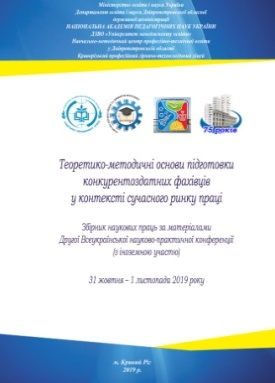 Міністерство освіти і науки України
Департамент освіти і науки Дніпропетровської обласної
державної адміністрації
НАЦІОНАЛЬНА АКАДЕМІЯ ПЕДАГОГІЧНИХ НАУК УКРАЇНИ
ДЗВО «Університет менеджменту освіти»
Навчально-методичний центр професійно-технічної освіти
у Дніпропетровській області
Криворізький професійний гірничо-технологічний ліцей
75 років
Теоретико-методичні основи підготовки
конкурентоздатних фахівців
у контексті сучасного ринку праці
Збірник наукових праць за матеріалами
Другої Всеукраїнської науково-практичної конференції
(з іноземною участю)
31 жовтня – 1 листопада 2019 року
м. Кривий Ріг
2019 р.